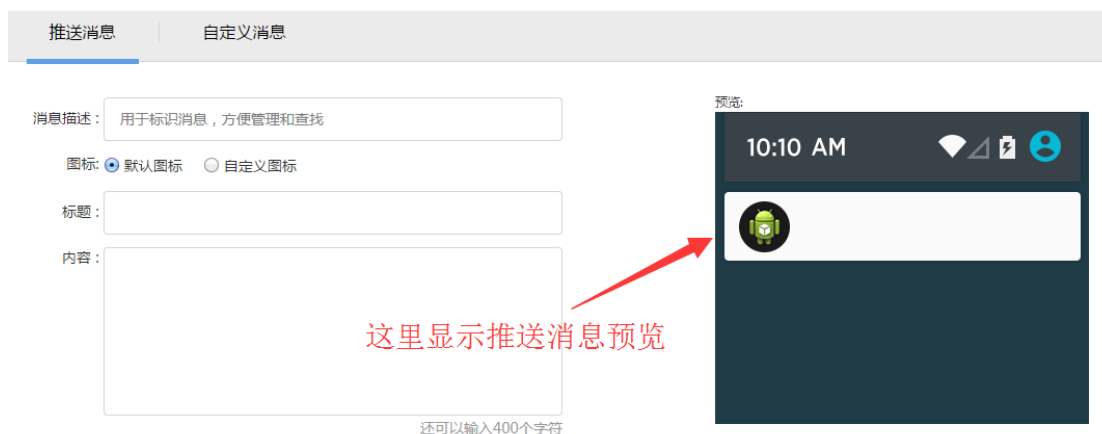 推送消息
自定义消息
消息描述：
用于标识消息，方便管理和查找
图标:
默认图标
自定义图标
标题：
内容：
还可以输入400个字符
预览:
10:10 AM
这里显示推送消息预览